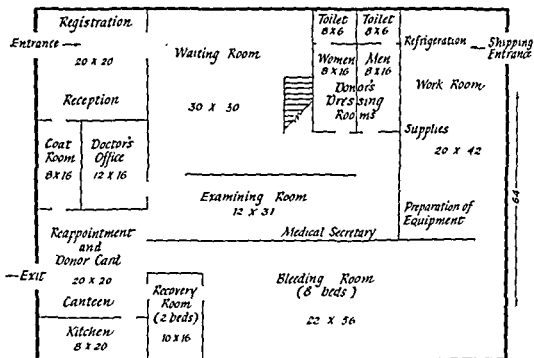 Registration
Entrance
20 X 20
Reception
Waiting Room
30 X 30
Toilet
8 X 6
Toilet
8 X 6
Women
8 X 16
Men
8 X 16
Donor's
Dressing
Rooms
Refrigeration
Shipping
Entrance
Work Room
Supplies
20 X 42
Preparation of
Equipment
64
Coat
Room
8 X 16
Doctor's
Office
12 X 16
Examining Room
12 X 31
Medical Secretary
Reappointment
and
Donor Card
Exit
20 X 20
Canteen
Kitchen
8 X 20
Recovery
Room
(2 beds)
10 X 16
Bleeding Room
(8 beds)
22 X 56